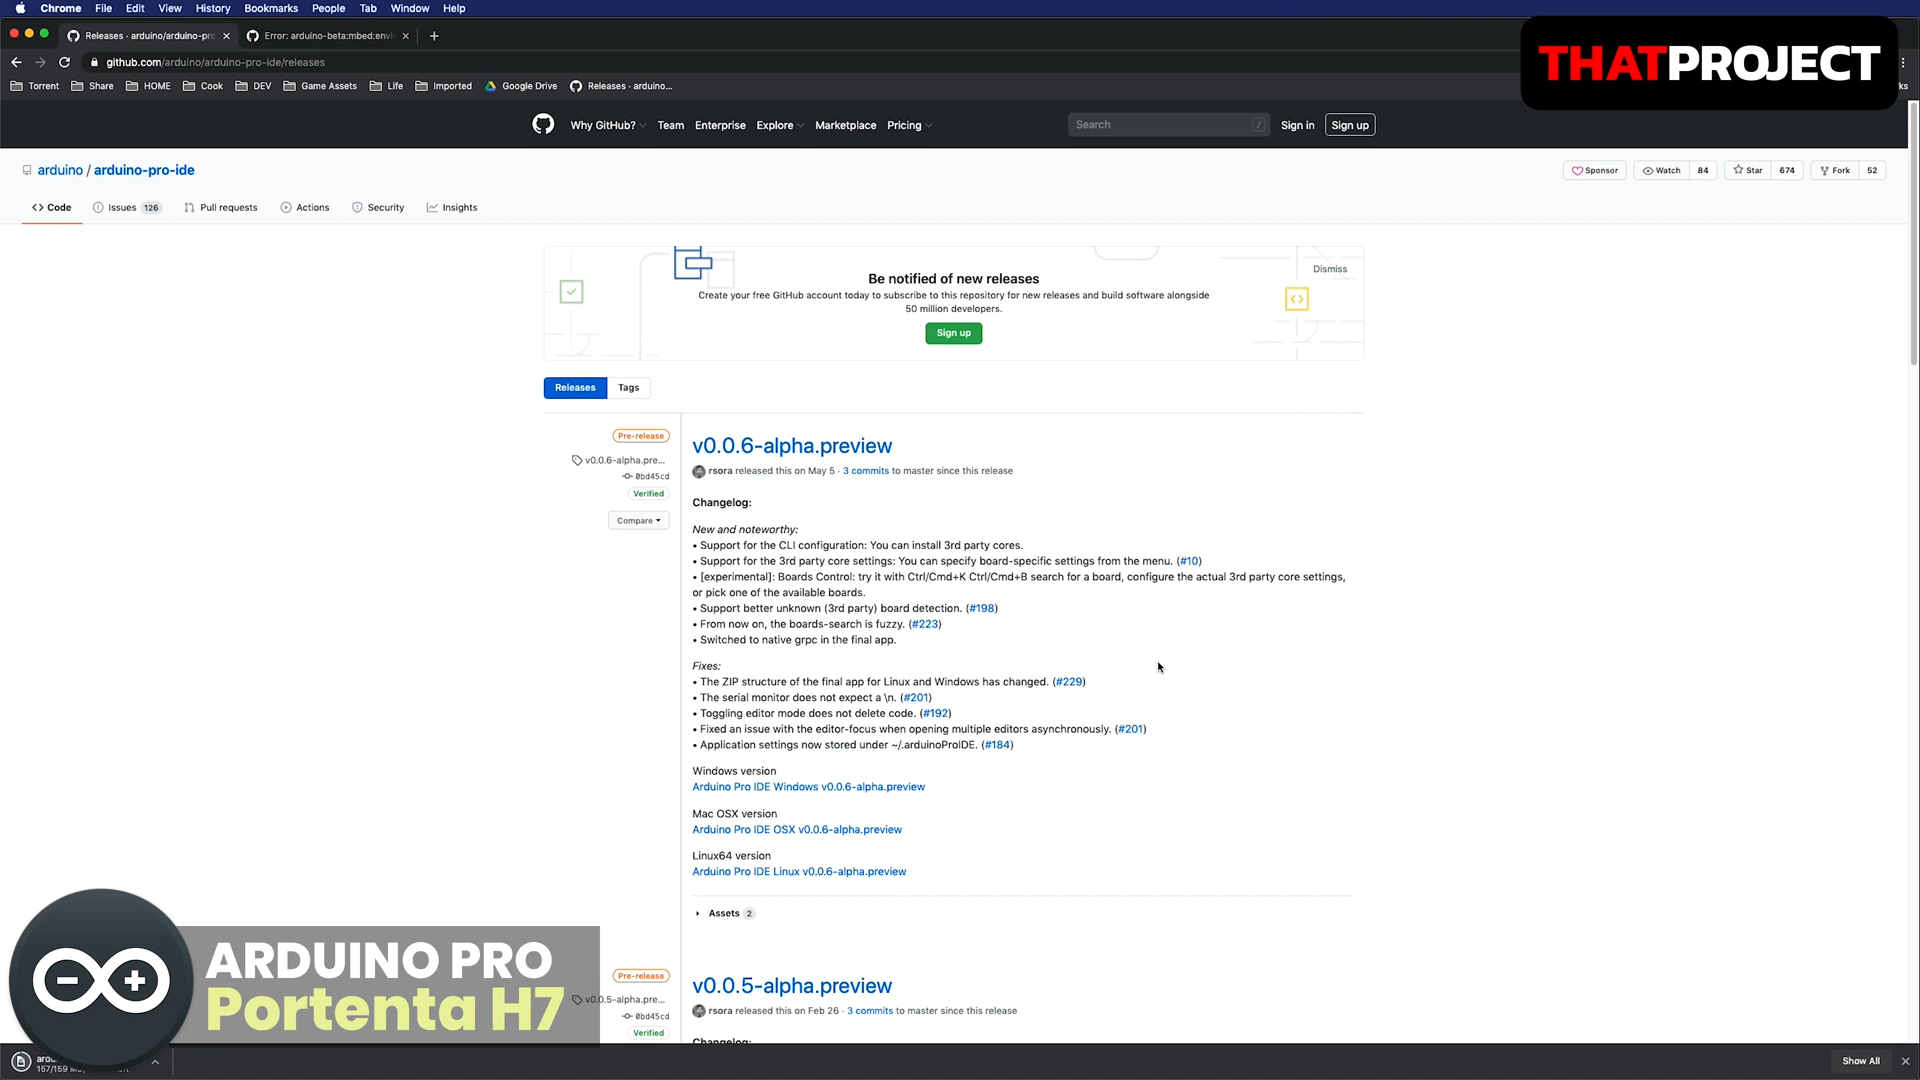 Chrome File Edit View History Bookmarks People Tab Window Help
Releases · arduino/arduino-pro
Error: arduino-beta:mbed:envi
github.com/arduino/arduino-pro-ide/releases
Torrent Share HOME Cook DEV Game Assets Life Imported Google Drive Releases · arduino...
THATPROJECT
Why GitHub? Team Enterprise Explore Marketplace Pricing
Search /
Sign in Sign up
arduino / arduino-pro-ide
Sponsor Watch 84 Star 674 Fork 52
Code Issues 126 Pull requests Actions Security Insights
Be notified of new releases
Dismiss
Create your free GitHub account today to subscribe to this repository for new releases and build software alongside
50 million developers.
Sign up
Releases Tags
Pre-release
v0.0.6-alpha.pre...
0bd45cd
Verified
Compare
v0.0.6-alpha.preview
rsora released this on May 5 · 3 commits to master since this release
Changelog:
New and noteworthy:
• Support for the CLI configuration: You can install 3rd party cores.
• Support for the 3rd party core settings: You can specify board-specific settings from the menu. (#10)
• [experimental]: Boards Control: try it with Ctrl/Cmd+K Ctrl/Cmd+B search for a board, configure the actual 3rd party core settings,
or pick one of the available boards.
• Support better unknown (3rd party) board detection. (#198)
• From now on, the boards-search is fuzzy. (#223)
• Switched to native grpc in the final app.
Fixes:
• The ZIP structure of the final app for Linux and Windows has changed. (#229)
• The serial monitor does not expect a \n. (#201)
• Toggling editor mode does not delete code. (#192)
• Fixed an issue with the editor-focus when opening multiple editors asynchronously. (#201)
• Application settings now stored under ~/.arduinoProIDE. (#184)
Windows version
Arduino Pro IDE Windows v0.0.6-alpha.preview
Mac OSX version
Arduino Pro IDE OSX v0.0.6-alpha.preview
Linux64 version
Arduino Pro IDE Linux v0.0.6-alpha.preview
Assets 2
Pre-release
v0.0.5-alpha.pre...
0bd45cd
Verified
v0.0.5-alpha.preview
rsora released this on Feb 26 · 3 commits to master since this release
Changelog:
ARDUINO PRO
Portenta H7
157/159
Show All